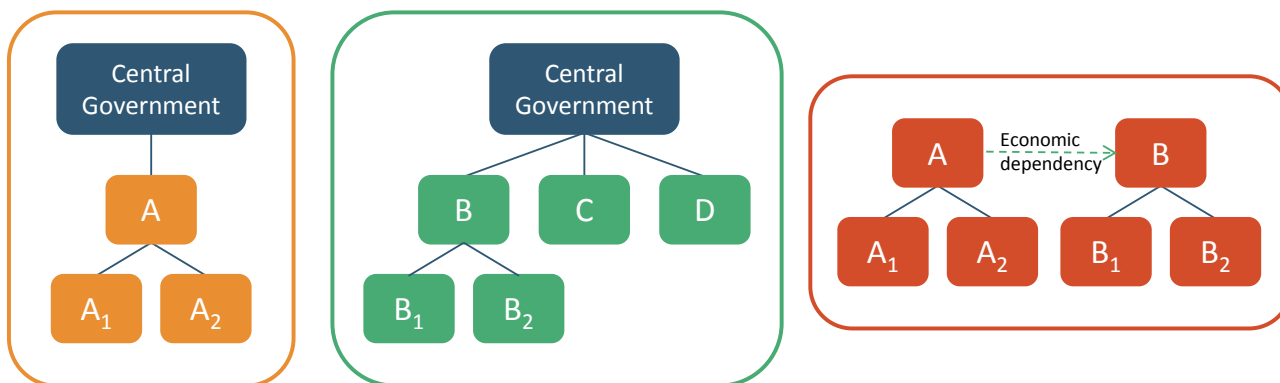 Central
Government
A
A₁
A₂
Central
Government
B
C
D
B₁
B₂
A
Economic
dependency
B
A₁
A₂
B₁
B₂